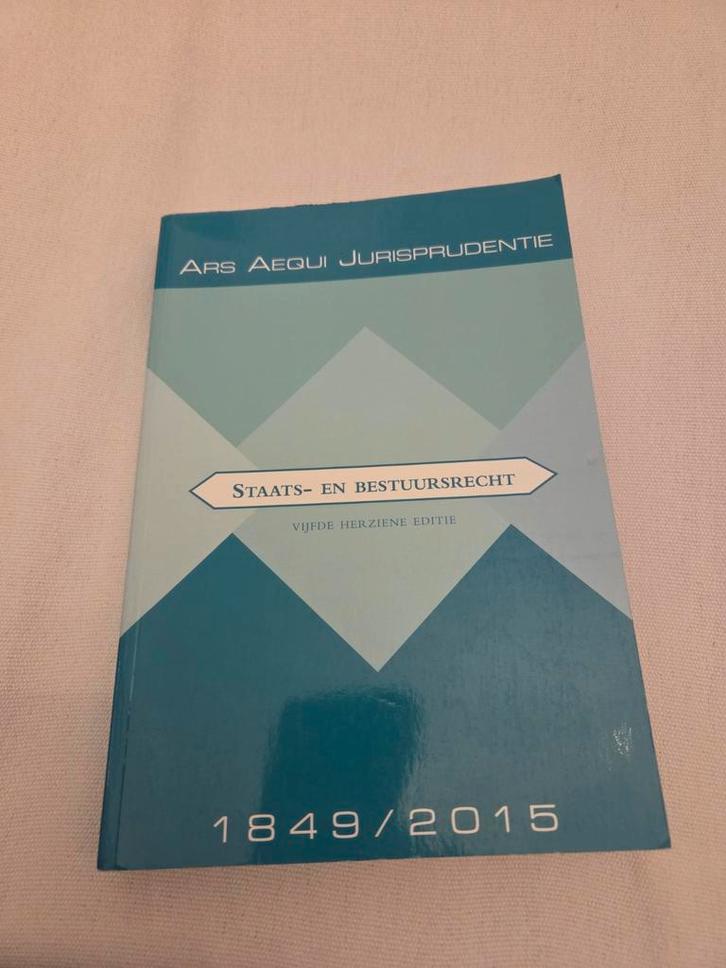 Ars Aequi Jurisprudentie
Staats- en bestuursrecht
vijfde herziene editie
1849/2015